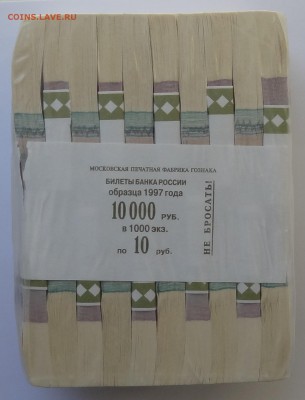 COINS.LAVE.RU
МОСКОВСКАЯ ПЕЧАТНАЯ ФАБРИКА ГОЗНАКА
БИЛЕТЫ БАНКА РОССИИ
образца 1997 года
10 000 РУБ.
в 1000 экз.
по 10 руб.
НЕ БРОСАТЬ!